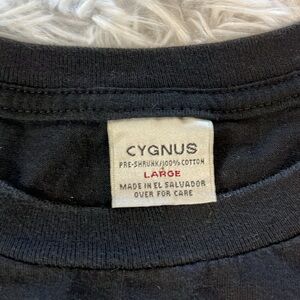 CYGNUS
PRE-SHRUNK/100% COTTON
LARGE
MADE IN EL SALVADOR
OVER FOR CARE